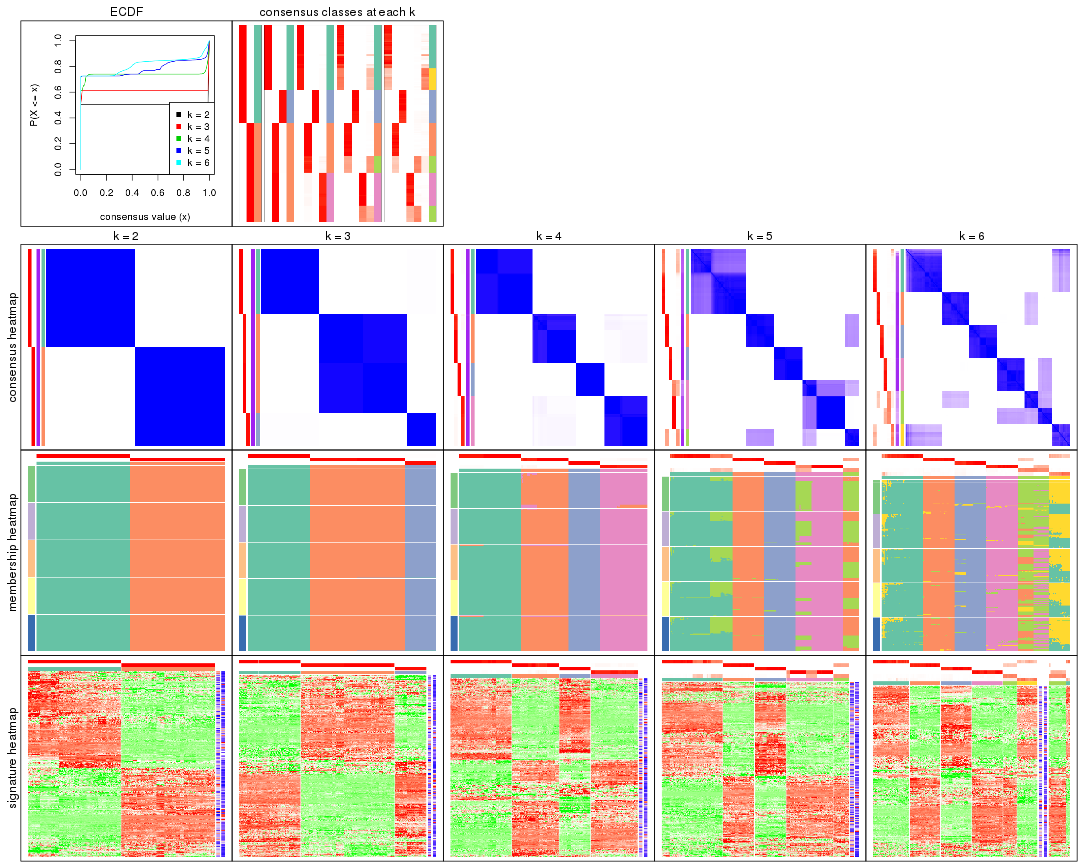 ECDF
consensus classes at each k
P(X <= x)
0.0 0.2 0.4 0.6 0.8 1.0
k = 2
k = 3
k = 4
k = 5
k = 6
0.0 0.2 0.4 0.6 0.8 1.0
consensus value (x)
k = 2
k = 3
k = 4
k = 5
k = 6
consensus heatmap
membership heatmap
signature heatmap